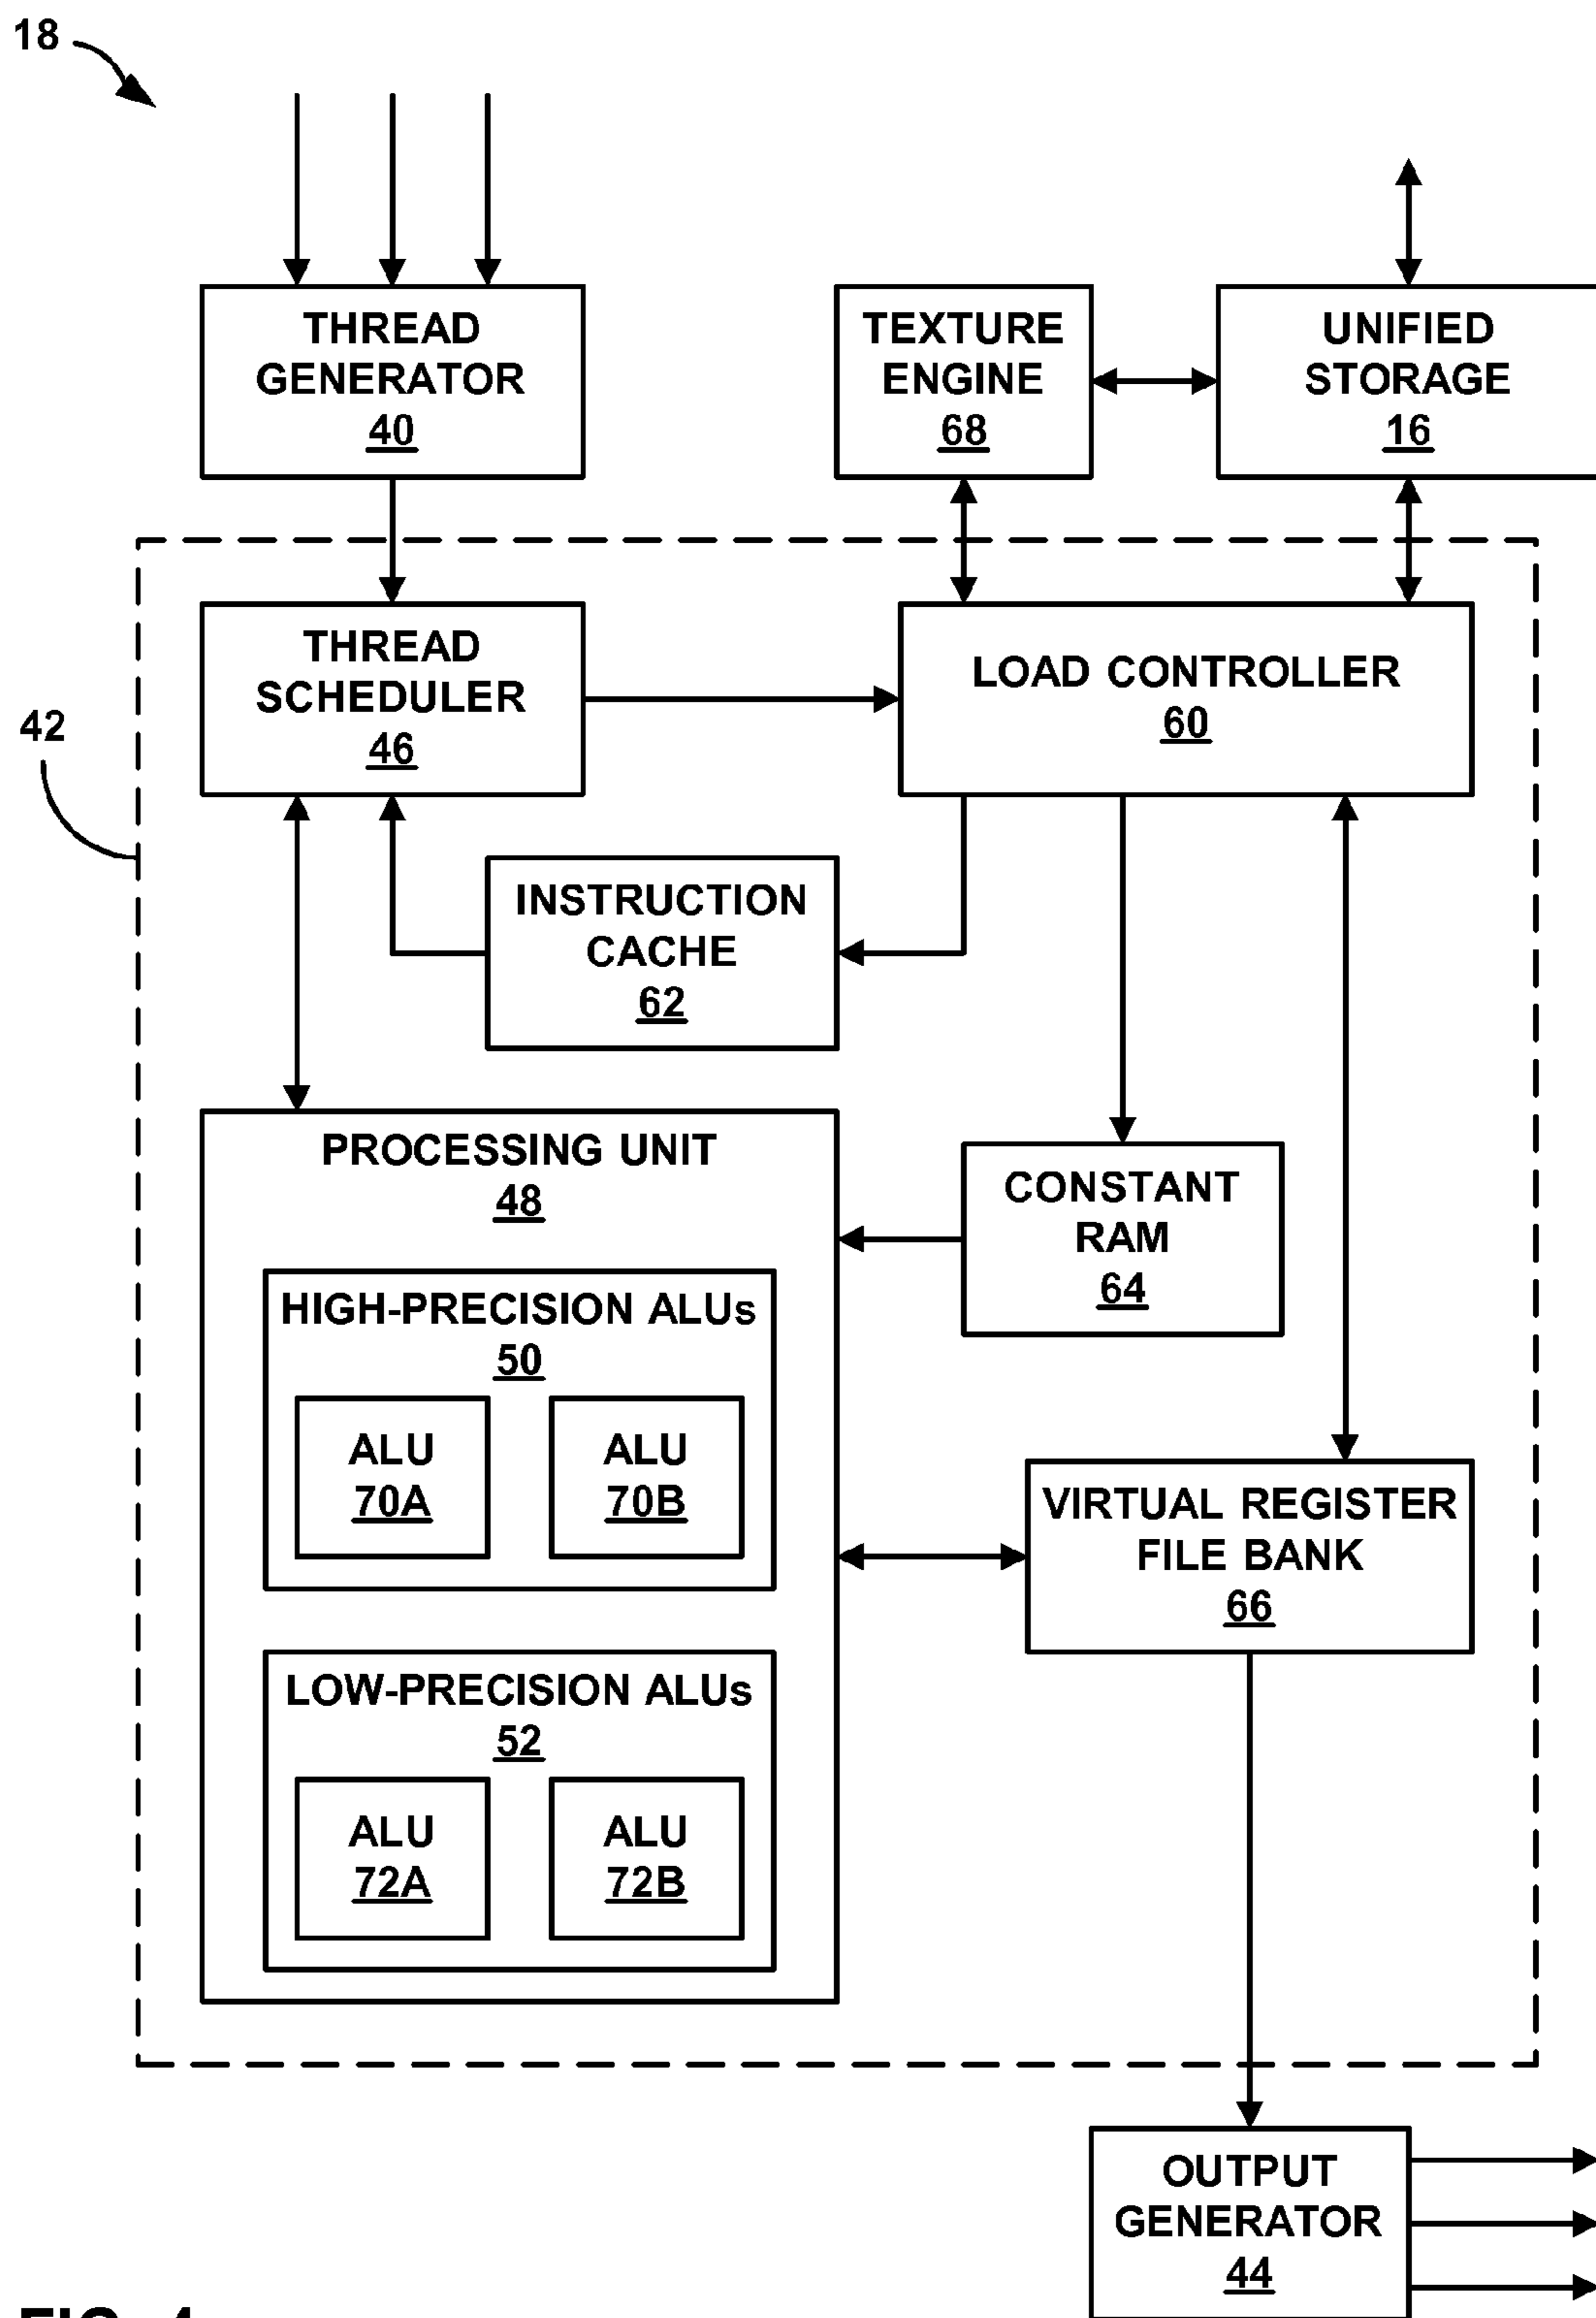 18
THREAD
GENERATOR
40
TEXTURE
ENGINE
68
UNIFIED
STORAGE
16
42
THREAD
SCHEDULER
46
LOAD CONTROLLER
60
INSTRUCTION
CACHE
62
PROCESSING UNIT
48
CONSTANT
RAM
64
HIGH-PRECISION ALUs
50
ALU
70A
ALU
70B
VIRTUAL REGISTER
FILE BANK
66
LOW-PRECISION ALUs
52
ALU
72A
ALU
72B
OUTPUT
GENERATOR
44